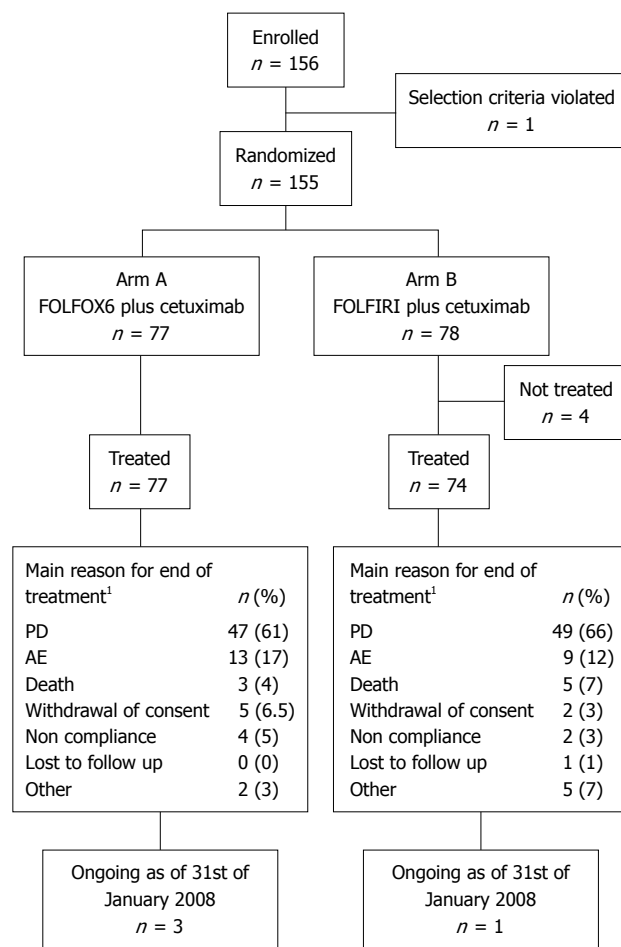 Enrolled
n = 156
Selection criteria violated
n = 1
Randomized
n = 155
Arm A
FOLFOX6 plus cetuximab
n = 77
Arm B
FOLFIRI plus cetuximab
n = 78
Not treated
n = 4
Treated
n = 77
Treated
n = 74
Main reason for end of
treatment¹ n (%)
PD 47 (61)
AE 13 (17)
Death 3 (4)
Withdrawal of consent 5 (6.5)
Non compliance 4 (5)
Lost to follow up 0 (0)
Other 2 (3)
Main reason for end of
treatment¹ n (%)
PD 49 (66)
AE 9 (12)
Death 5 (7)
Withdrawal of consent 2 (3)
Non compliance 2 (3)
Lost to follow up 1 (1)
Other 5 (7)
Ongoing as of 31st of
January 2008
n = 3
Ongoing as of 31st of
January 2008
n = 1